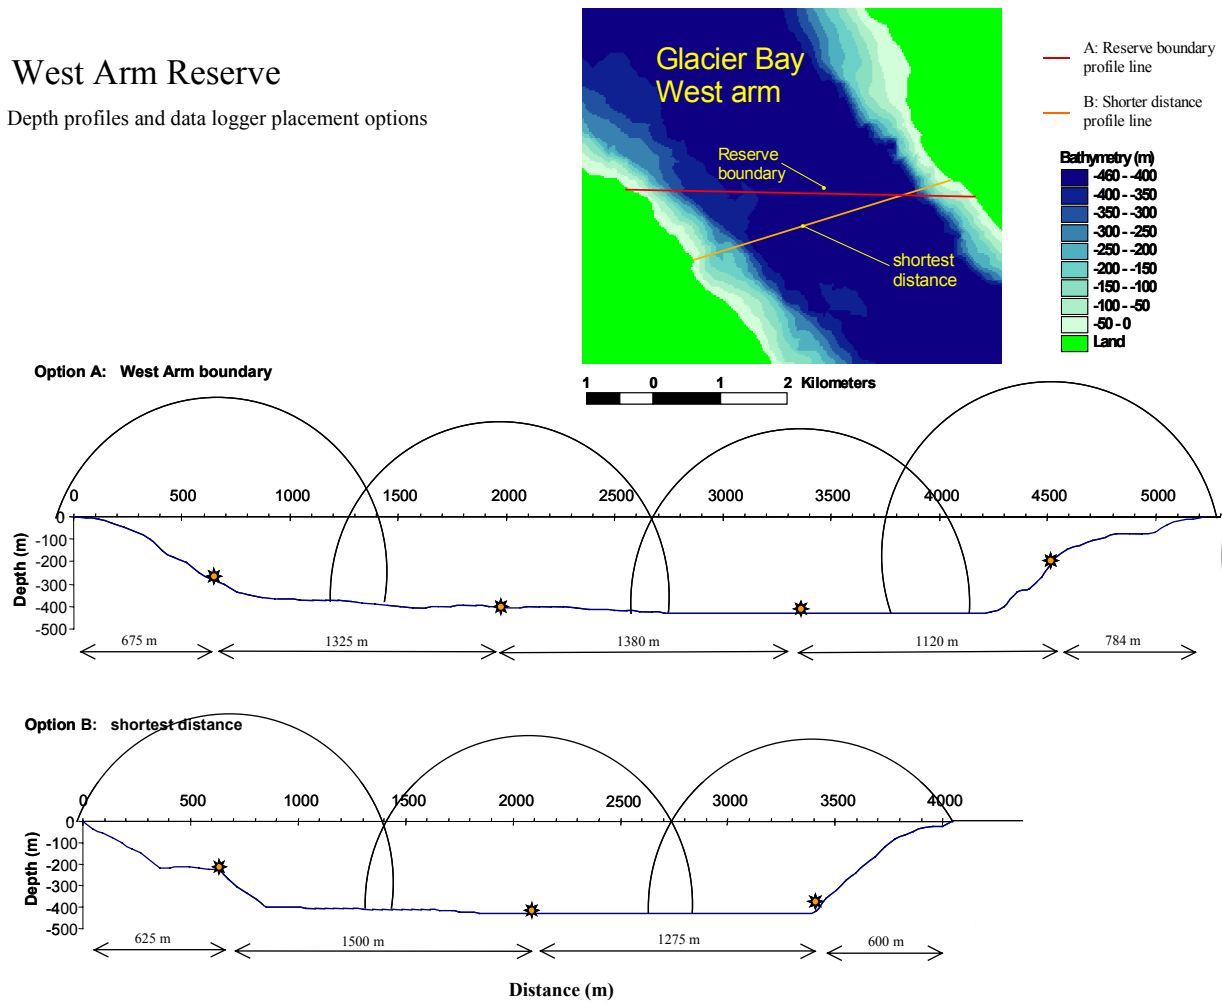 West Arm Reserve
Depth profiles and data logger placement options
Glacier Bay
West arm
Reserve
boundary
shortest
distance
A: Reserve boundary
profile line
B: Shorter distance
profile line
Bathymetry (m)
-460 - -400
-400 - -350
-350 - -300
-300 - -250
-250 - -200
-200 - -150
-150 - -100
-100 - -50
-50 - 0
Land
1 0 1 2 Kilometers
Option A: West Arm boundary
0 500 1000 1500 2000 2500 3000 3500 4000 4500 5000
Depth (m)
0
-100
-200
-300
-400
-500
675 m 1325 m 1380 m 1120 m 784 m
Option B: shortest distance
0 500 1000 1500 2000 2500 3000 3500 4000
Depth (m)
0
-100
-200
-300
-400
-500
625 m 1500 m 1275 m 600 m
Distance (m)